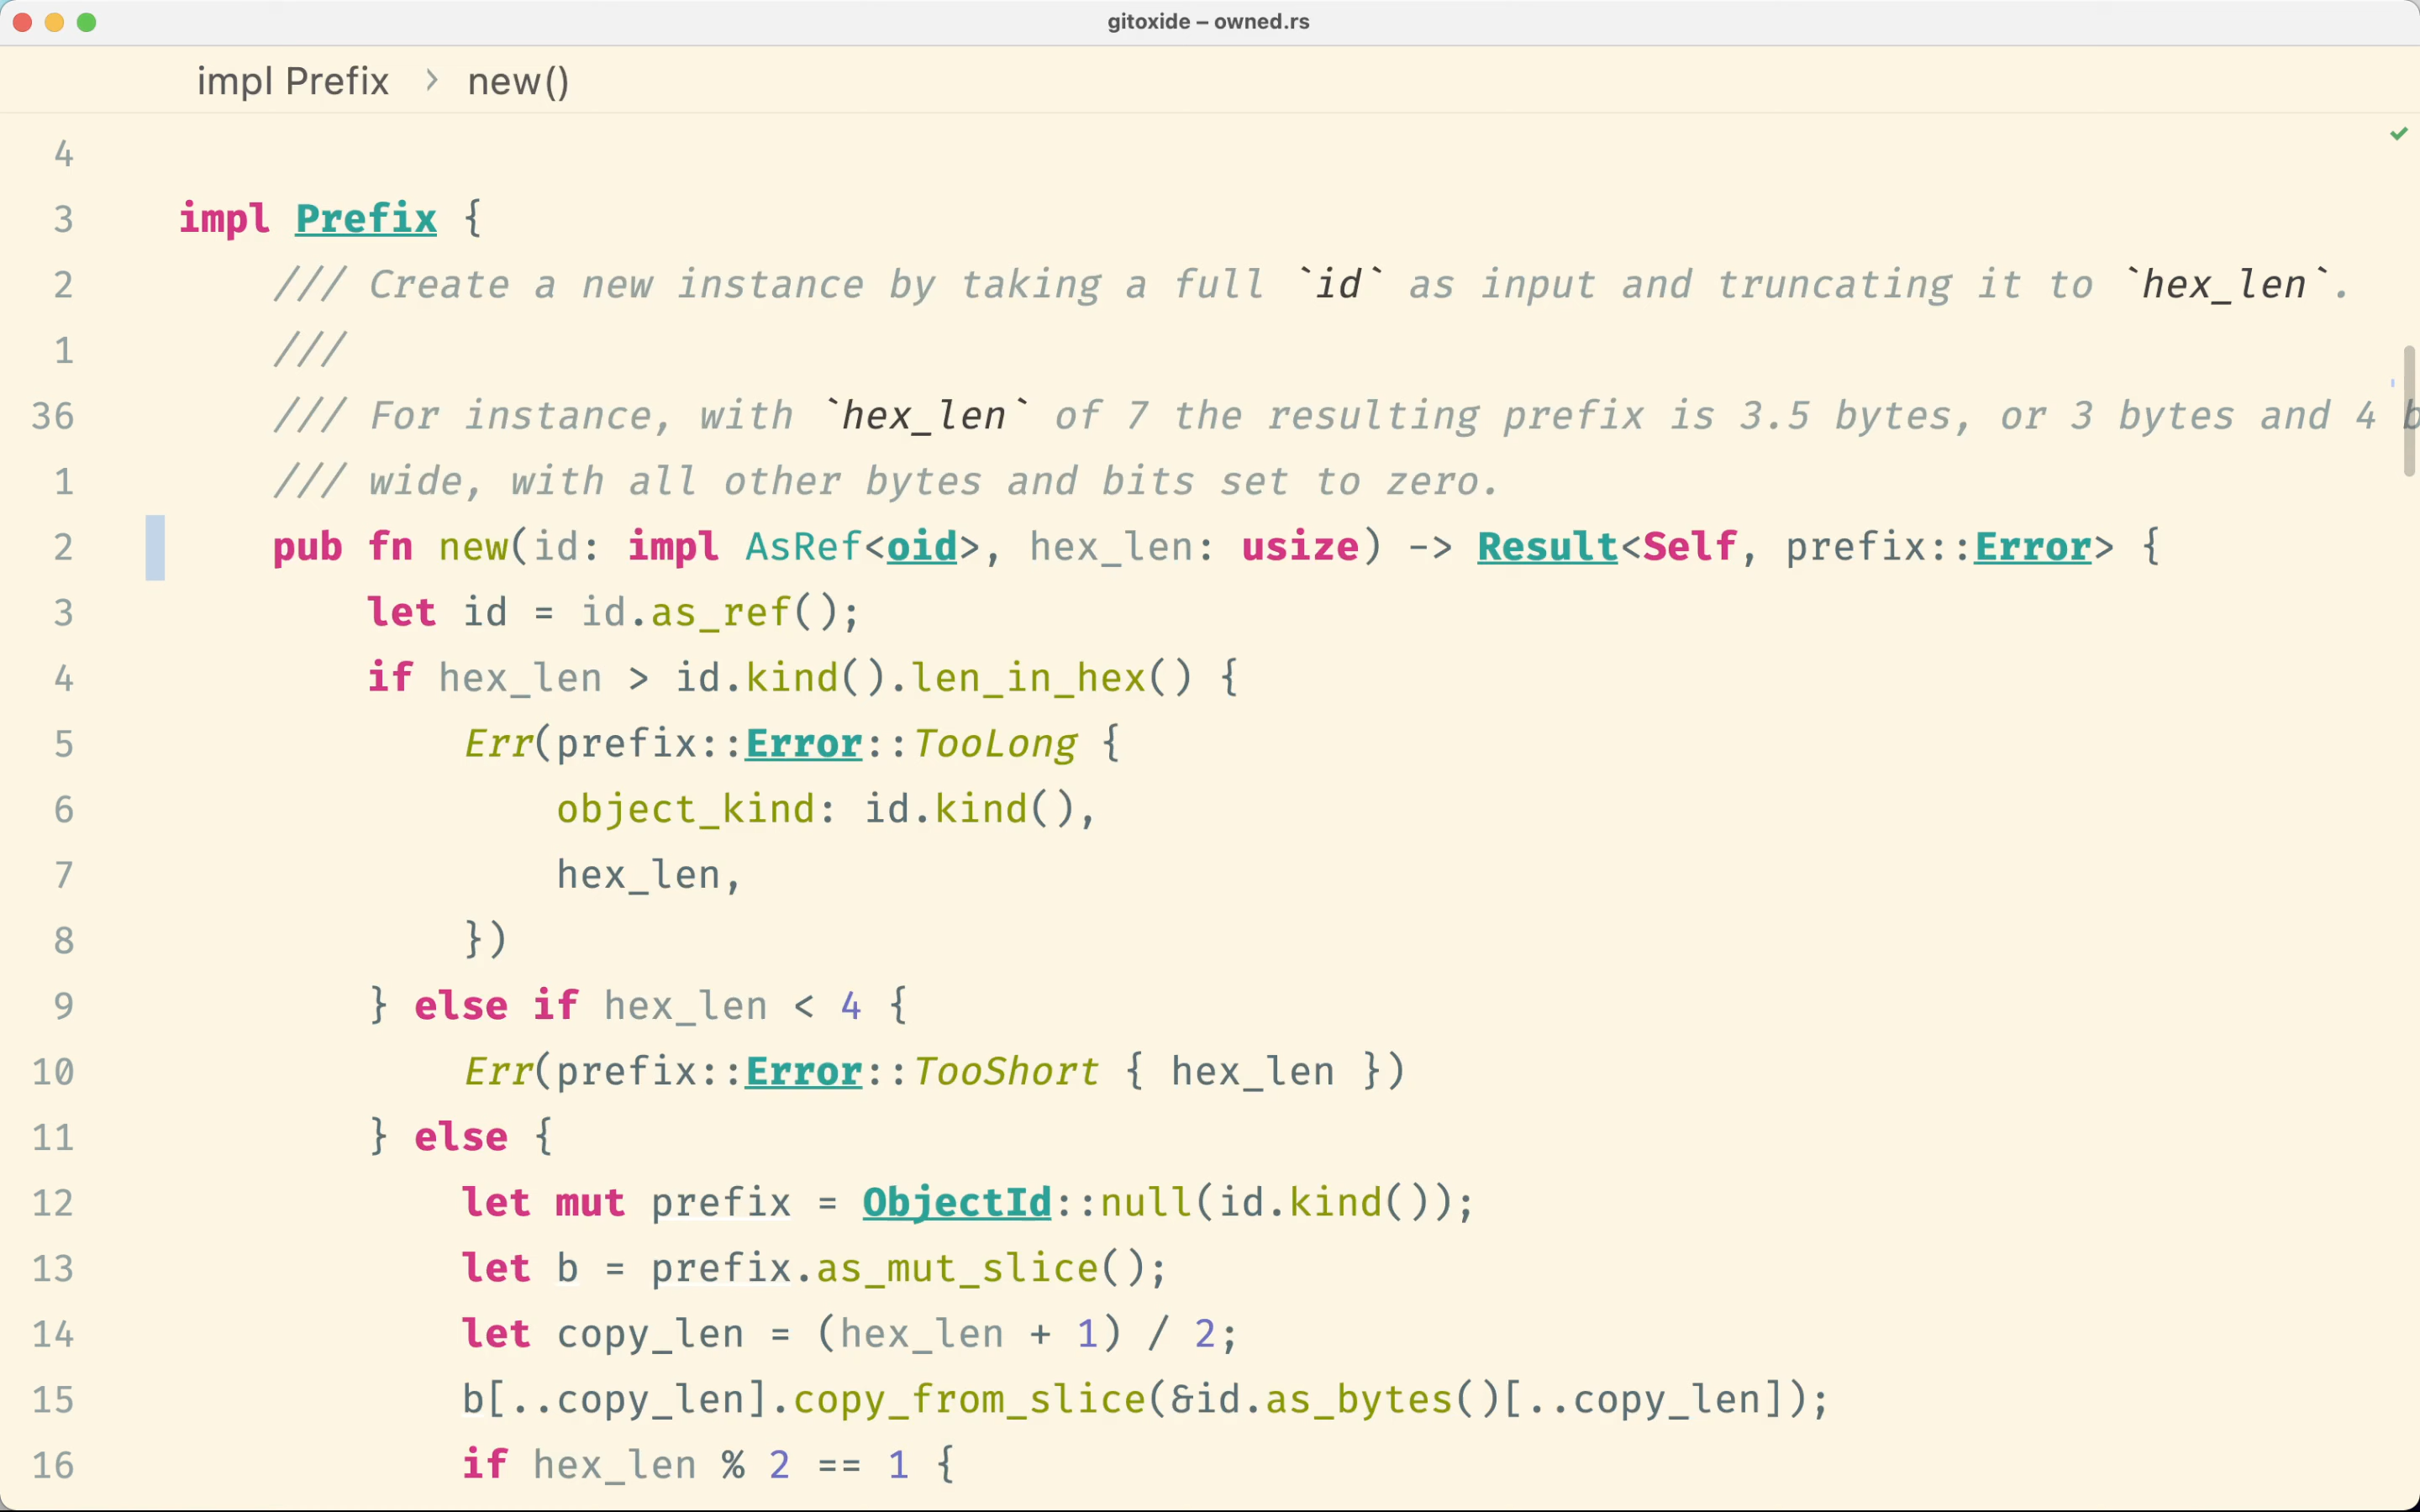 gitoxide – owned.rs
impl Prefix > new()
4
3 impl Prefix {
2 /// Create a new instance by taking a full `id` as input and truncating it to `hex_len`.
1 ///
36 /// For instance, with `hex_len` of 7 the resulting prefix is 3.5 bytes, or 3 bytes and 4 b
1 /// wide, with all other bytes and bits set to zero.
2 pub fn new(id: impl AsRef<oid>, hex_len: usize) -> Result<Self, prefix::Error> {
3 let id = id.as_ref();
4 if hex_len > id.kind().len_in_hex() {
5 Err(prefix::Error::TooLong {
6 object_kind: id.kind(),
7 hex_len,
8 })
9 } else if hex_len < 4 {
10 Err(prefix::Error::TooShort { hex_len })
11 } else {
12 let mut prefix = ObjectId::null(id.kind());
13 let b = prefix.as_mut_slice();
14 let copy_len = (hex_len + 1) / 2;
15 b[..copy_len].copy_from_slice(&id.as_bytes()[..copy_len]);
16 if hex_len % 2 == 1 {